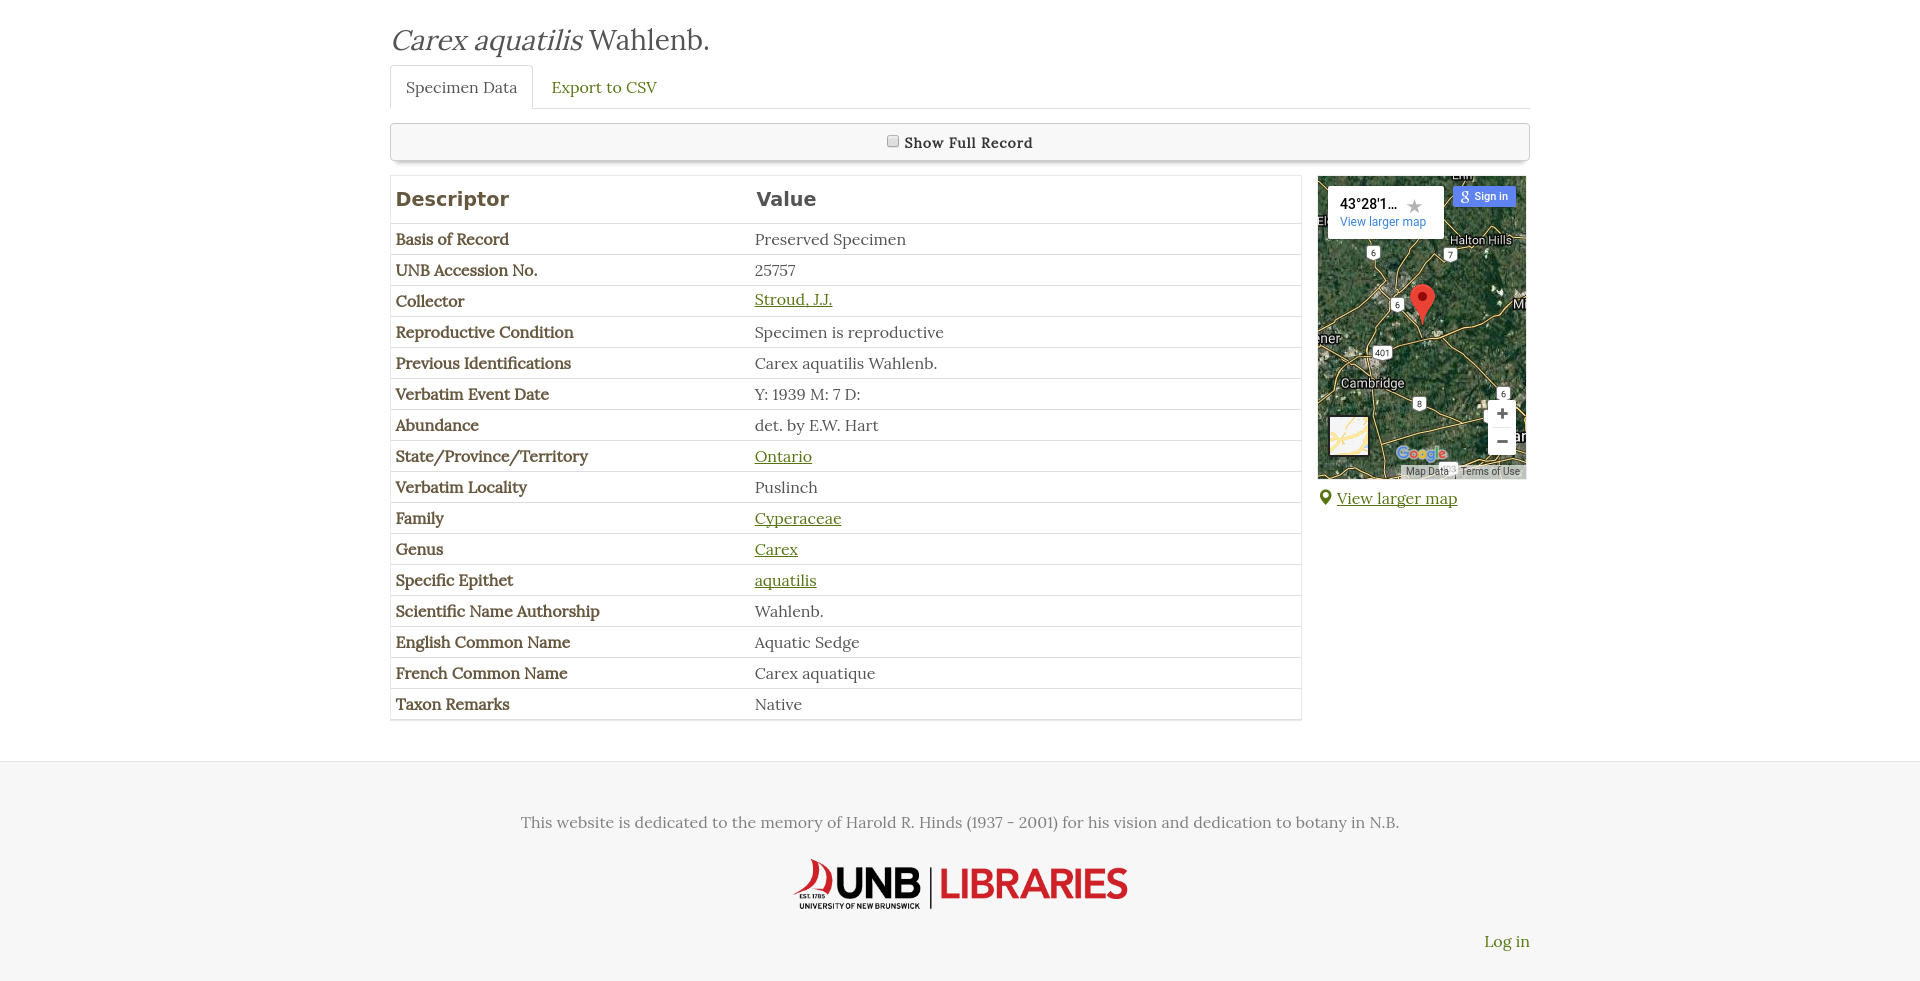 Carex aquatilis Wahlenb.
Specimen Data
Export to CSV
Show Full Record
Descriptor Value
Basis of Record Preserved Specimen
UNB Accession No. 25757
Collector Stroud, J.J.
Reproductive Condition Specimen is reproductive
Previous Identifications Carex aquatilis Wahlenb.
Verbatim Event Date Y: 1939 M: 7 D:
Abundance det. by E.W. Hart
State/Province/Territory Ontario
Verbatim Locality Puslinch
Family Cyperaceae
Genus Carex
Specific Epithet aquatilis
Scientific Name Authorship Wahlenb.
English Common Name Aquatic Sedge
French Common Name Carex aquatique
Taxon Remarks Native
43°28'1...
View larger map
Sign in
Halton Hills
6
7
6
401
Cambridge
6
8
+
−
Google
Map Data
Terms of Use
View larger map
This website is dedicated to the memory of Harold R. Hinds (1937 - 2001) for his vision and dedication to botany in N.B.
EST. 1785
UNB
UNIVERSITY OF NEW BRUNSWICK
LIBRARIES
Log in